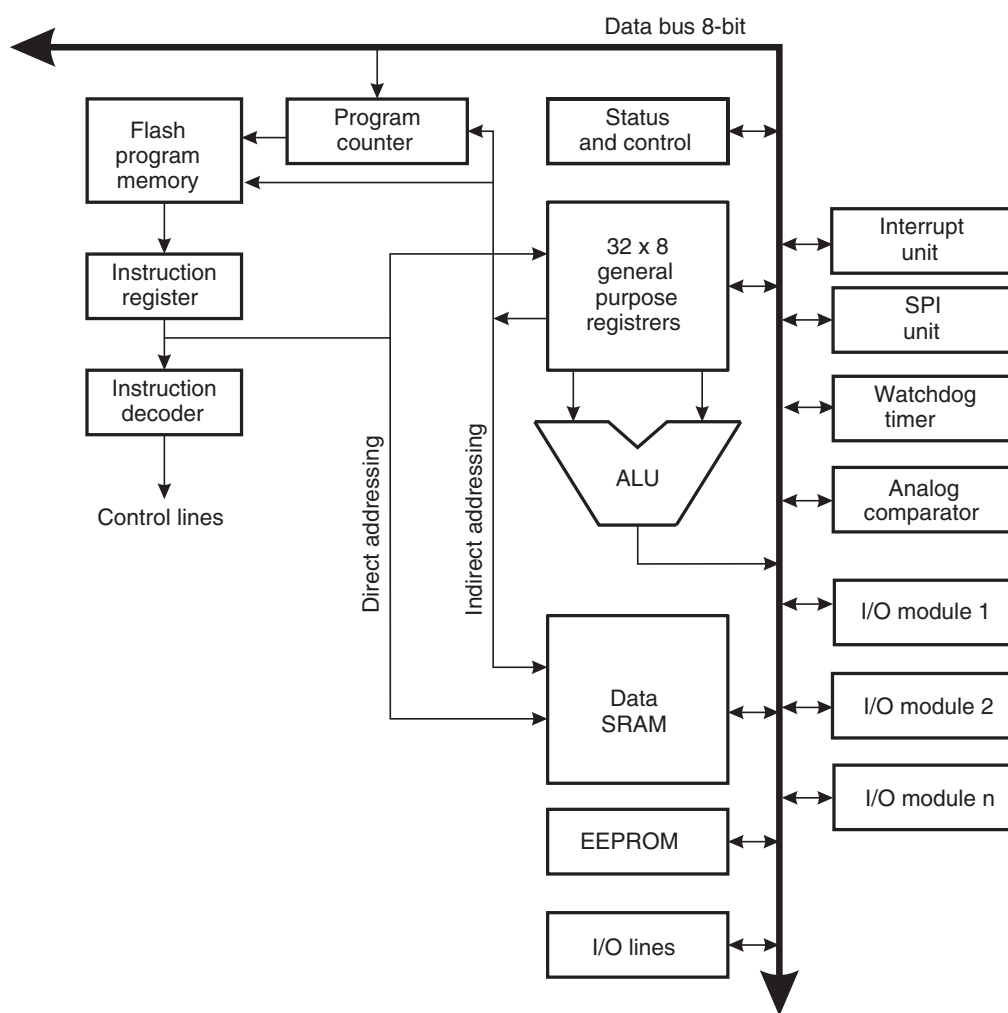 Data bus 8-bit
Flash
program
memory
Program
counter
Status
and control
Instruction
register
32 x 8
general
purpose
registrers
Interrupt
unit
SPI
unit
Instruction
decoder
Watchdog
timer
Control lines
Direct addressing
Indirect addressing
ALU
Analog
comparator
I/O module 1
Data
SRAM
I/O module 2
I/O module n
EEPROM
I/O lines